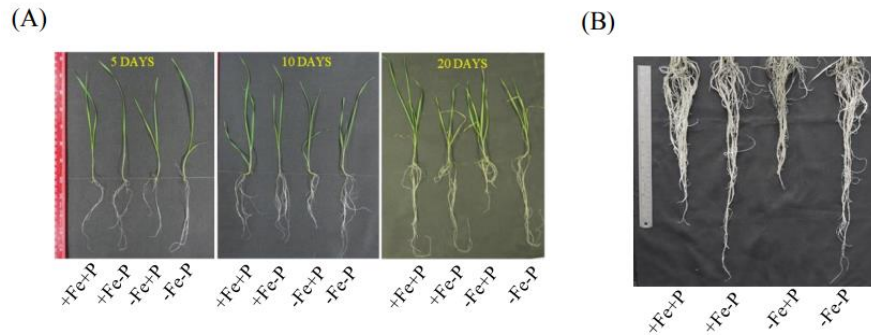 (A)
(B)
5 DAYS
10 DAYS
20 DAYS
+Fe+P
+Fe-P
-Fe+P
-Fe-P
+Fe+P
+Fe-P
-Fe+P
-Fe-P
+Fe+P
+Fe-P
-Fe+P
-Fe-P
+Fe+P
+Fe-P
-Fe+P
-Fe-P